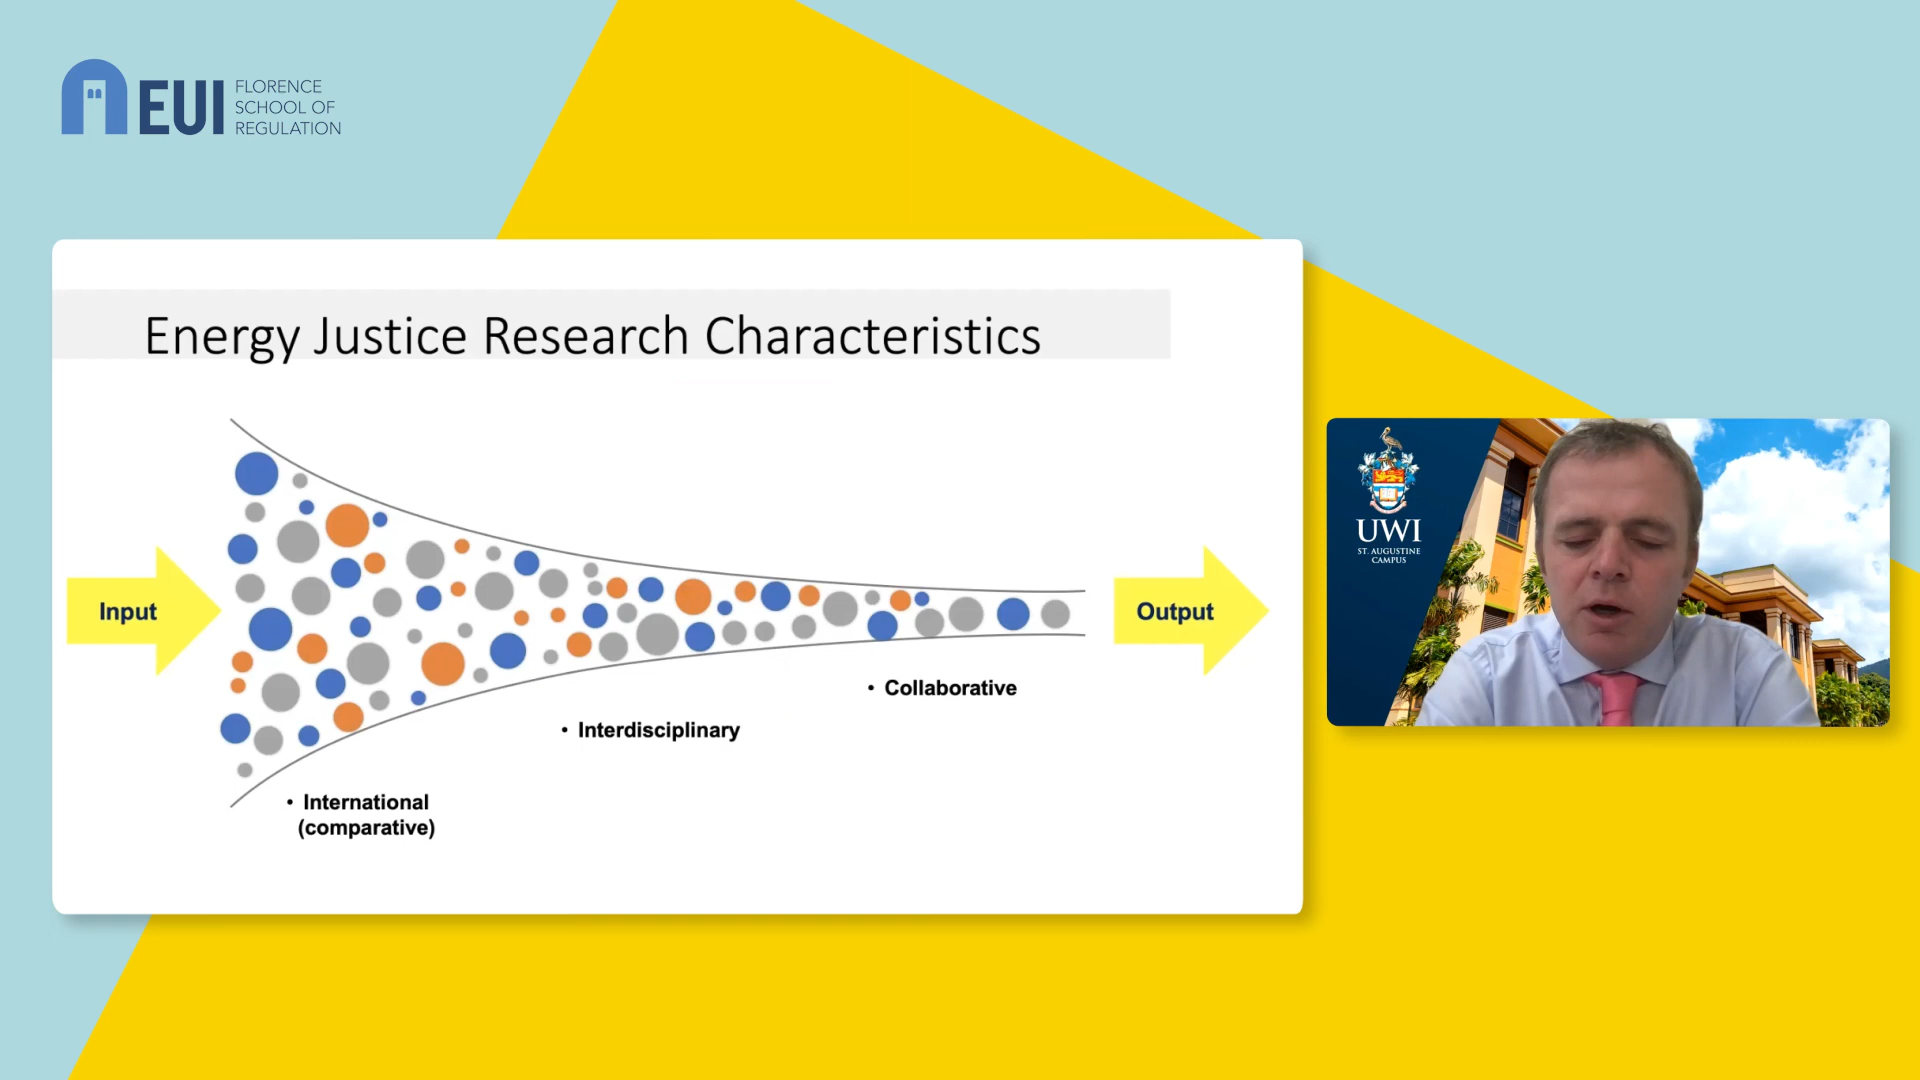 EUI
FLORENCE
SCHOOL OF
REGULATION
Energy Justice Research Characteristics
Input
Output
• Collaborative
• Interdisciplinary
• International
(comparative)
UWI
ST. AUGUSTINE
CAMPUS